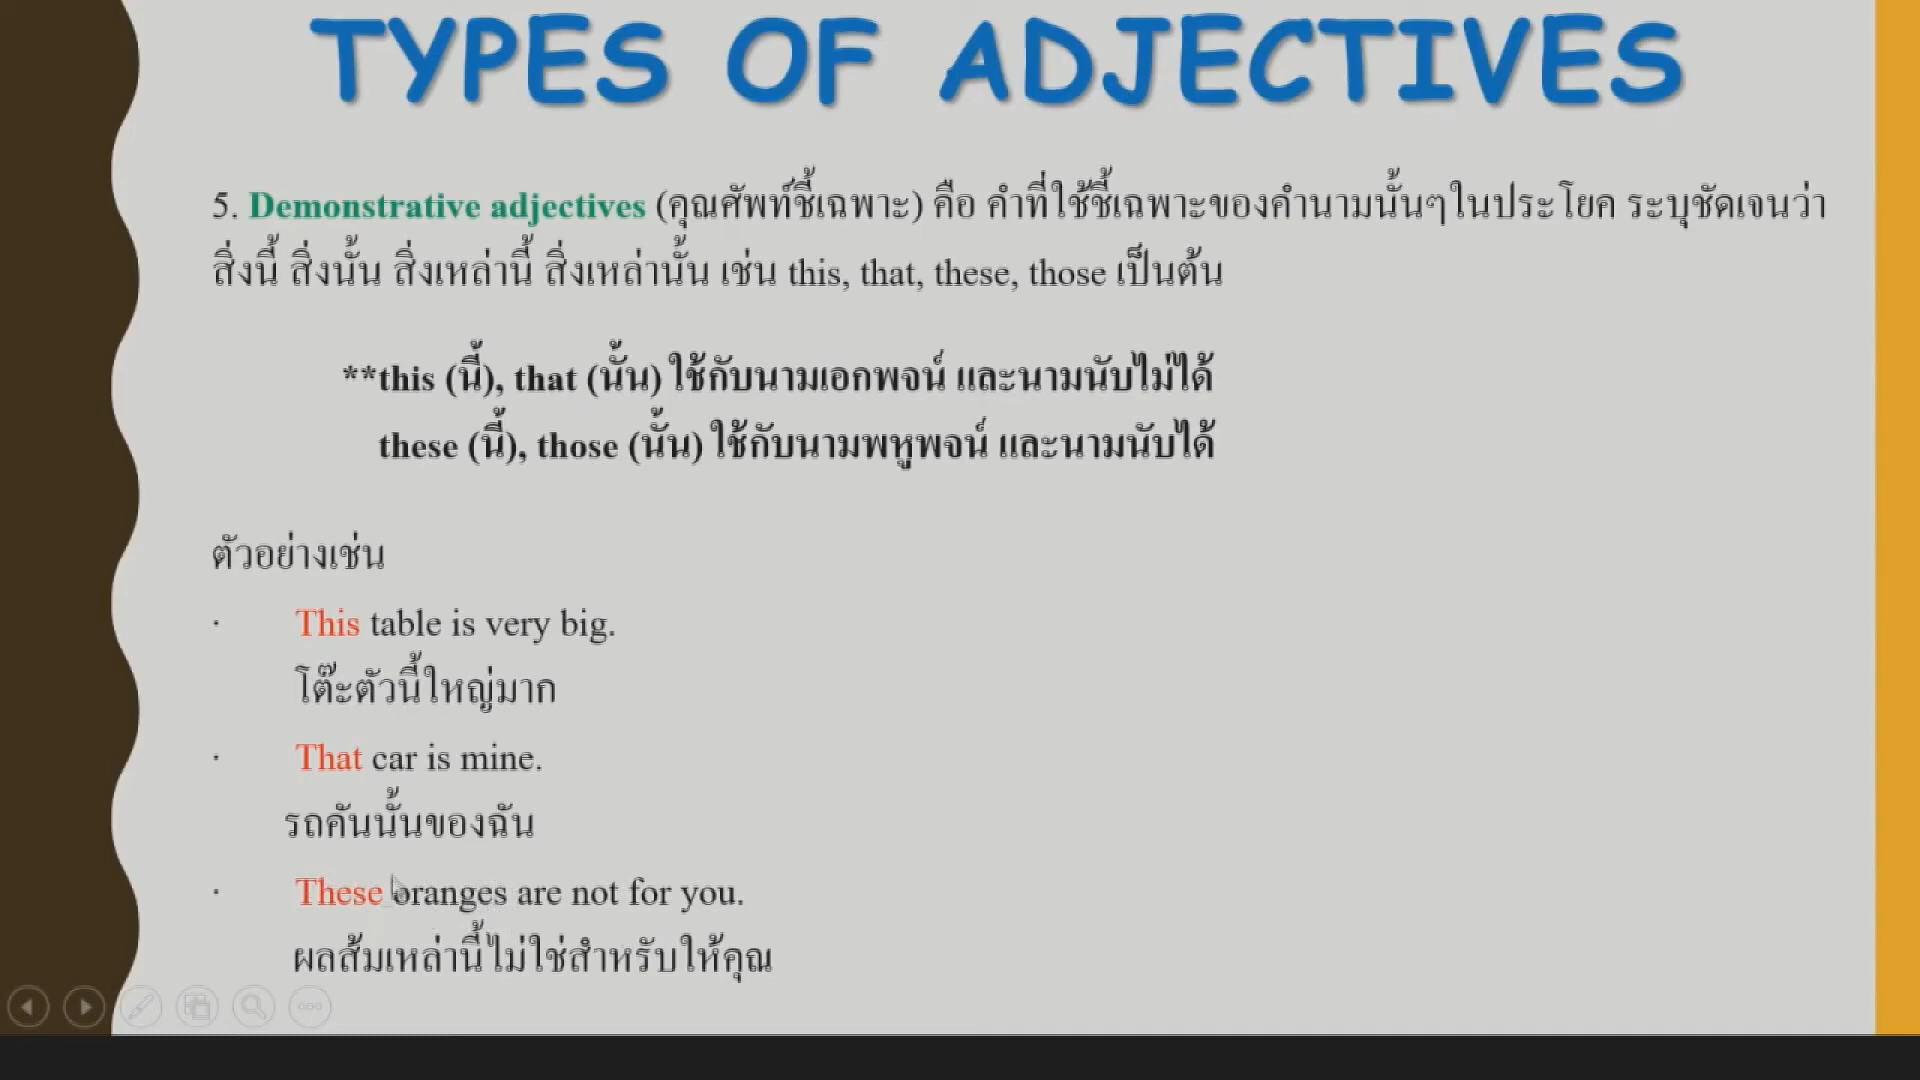 TYPES OF ADJECTIVES
5. Demonstrative adjectives (คุณศัพท์ชี้เฉพาะ) คือ คำที่ใช้ชี้เฉพาะของคำนามนั้นๆในประโยค ระบุชัดเจนว่า
สิ่งนี้ สิ่งนั้น สิ่งเหล่านี้ สิ่งเหล่านั้น เช่น this, that, these, those เป็นต้น
**this (นี้), that (นั้น) ใช้กับนามเอกพจน์ และนามนับไม่ได้
these (นี้), those (นั้น) ใช้กับนามพหูพจน์ และนามนับได้
ตัวอย่างเช่น
· This table is very big.
โต๊ะตัวนี้ใหญ่มาก
· That car is mine.
รถคันนั้นของฉัน
· These oranges are not for you.
ผลส้มเหล่านี้ไม่ใช่สำหรับให้คุณ